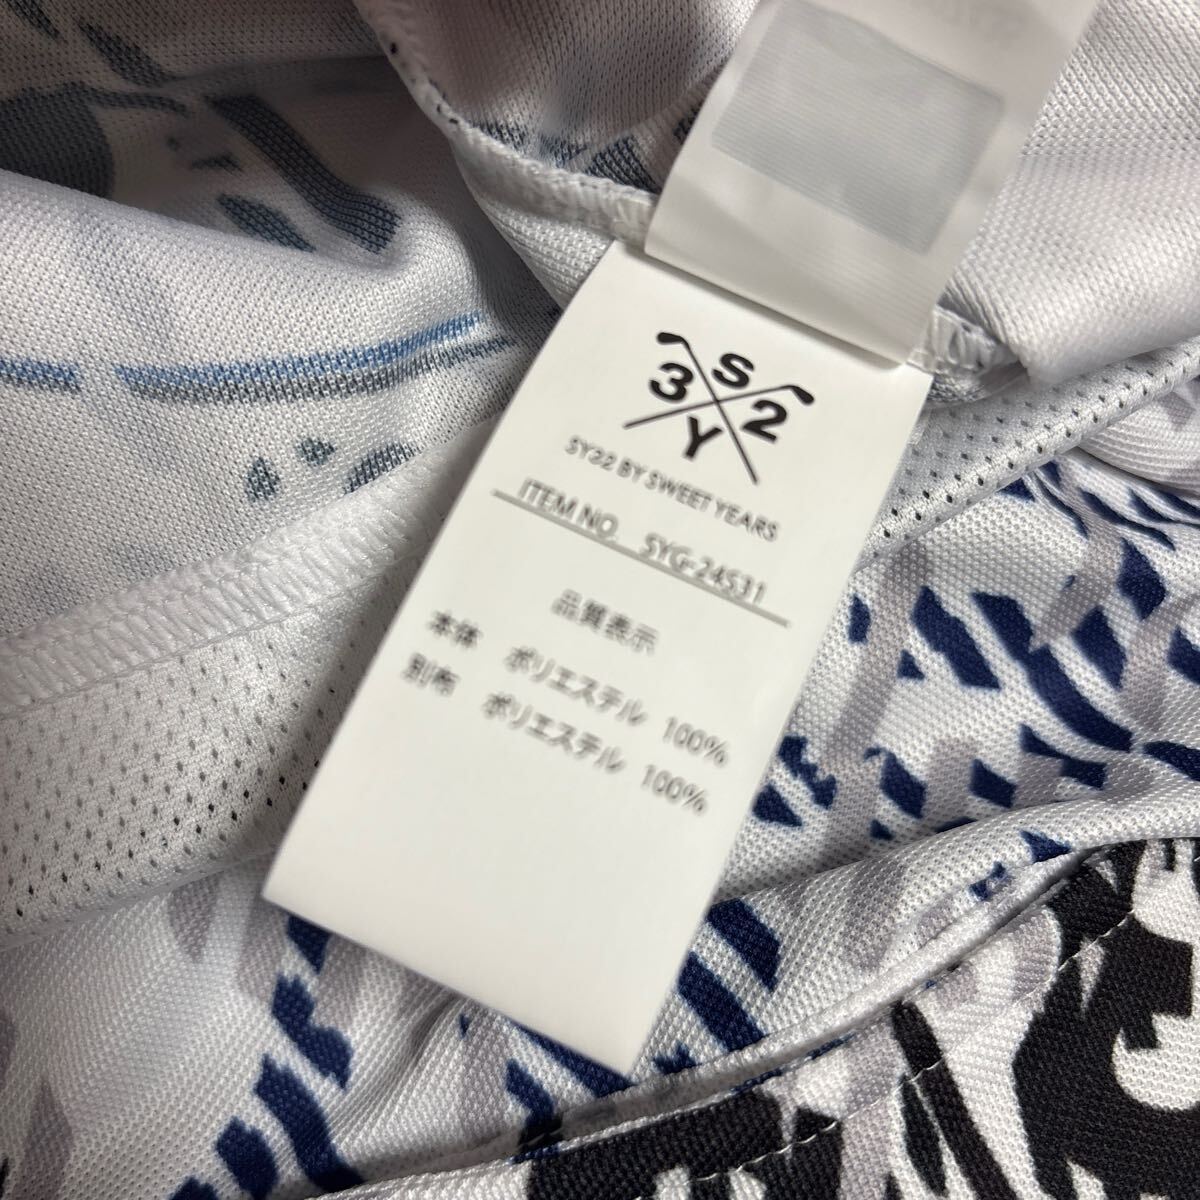 S
3 2
Y
SY32 BY SWEET YEARS
ITEM NO SYG-24S31
品質表示
本体 ポリエステル 100%
別布 ポリエステル 100%